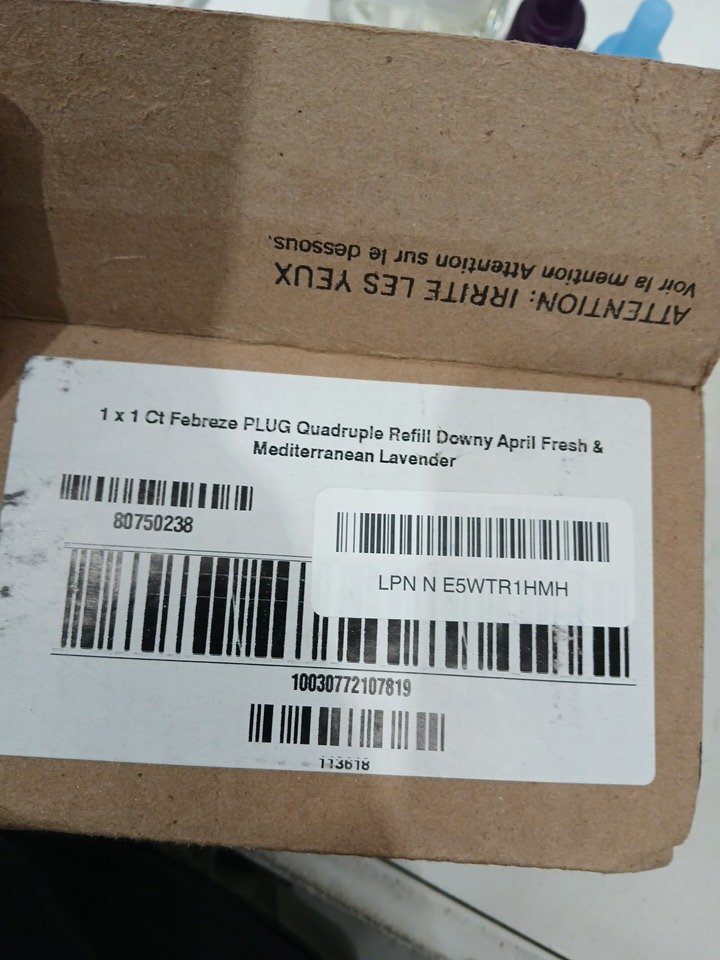 ATTENTION: IRRITE LES YEUX
voir la mention Attention sur le dessous.
1 x 1 Ct Febreze PLUG Quadruple Refill Downy April Fresh &
Mediterranean Lavender
80750238
LPN N E5WTR1HMH
10030772107819
113618